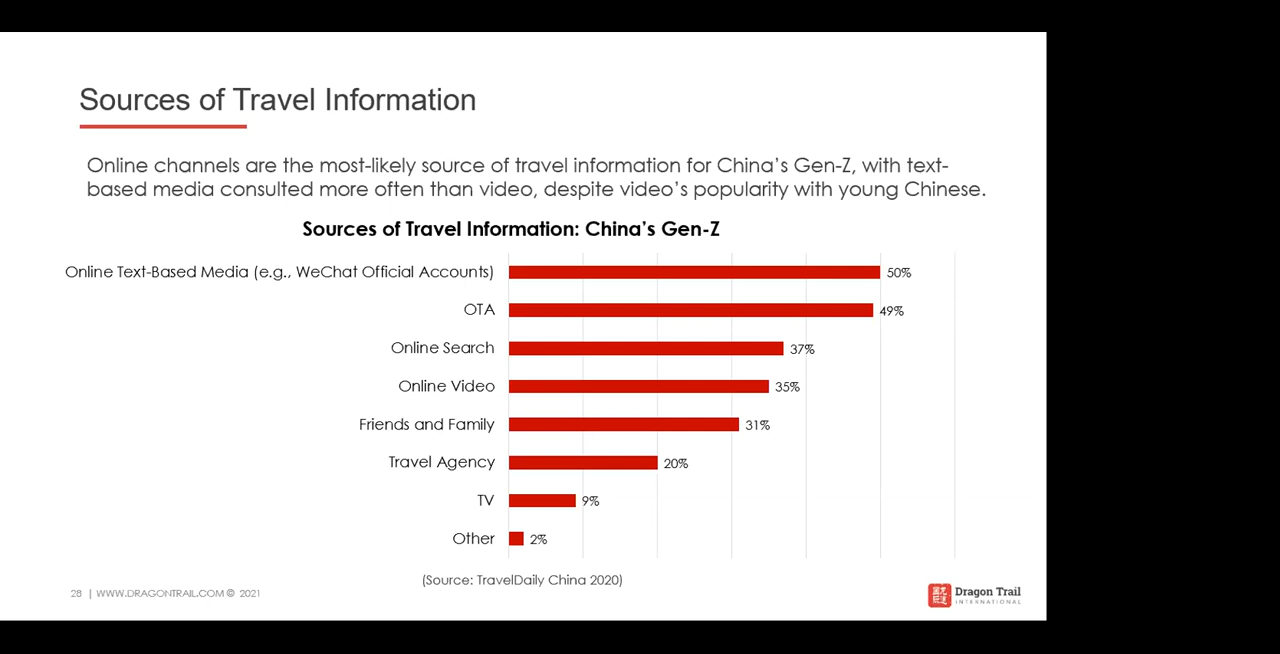 Sources of Travel Information
Online channels are the most-likely source of travel information for China's Gen-Z, with text-
based media consulted more often than video, despite video's popularity with young Chinese.
Sources of Travel Information: China's Gen-Z
Online Text-Based Media (e.g., WeChat Official Accounts) 50%
OTA 49%
Online Search 37%
Online Video 35%
Friends and Family 31%
Travel Agency 20%
TV 9%
Other 2%
(Source: TravelDaily China 2020)
28 | WWW.DRAGONTRAIL.COM © 2021
Dragon Trail
INTERNATIONAL